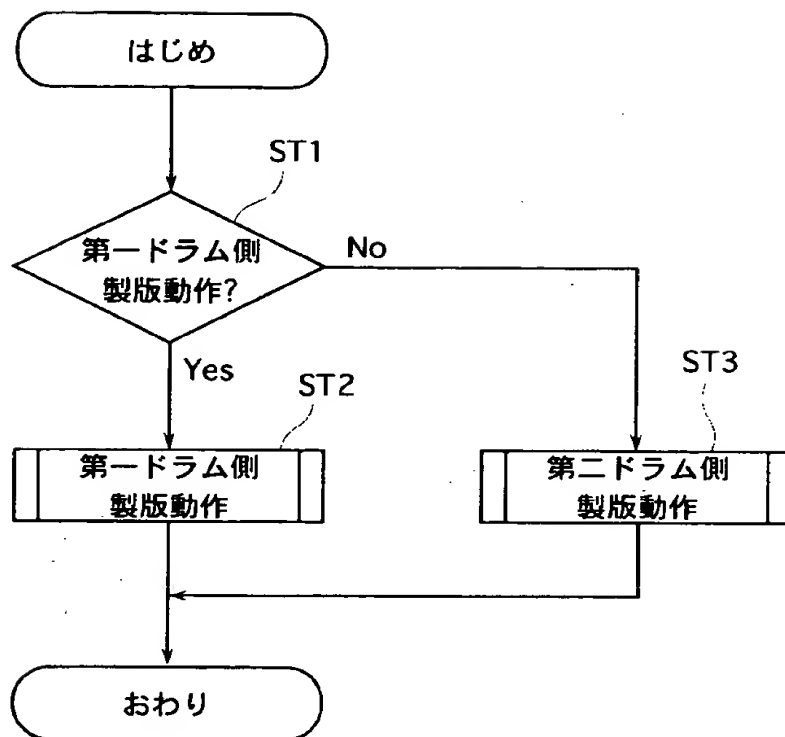 はじめ
ST1
第一ドラム側
製版動作?
No
Yes
ST2
第一ドラム側
製版動作
ST3
第二ドラム側
製版動作
おわり